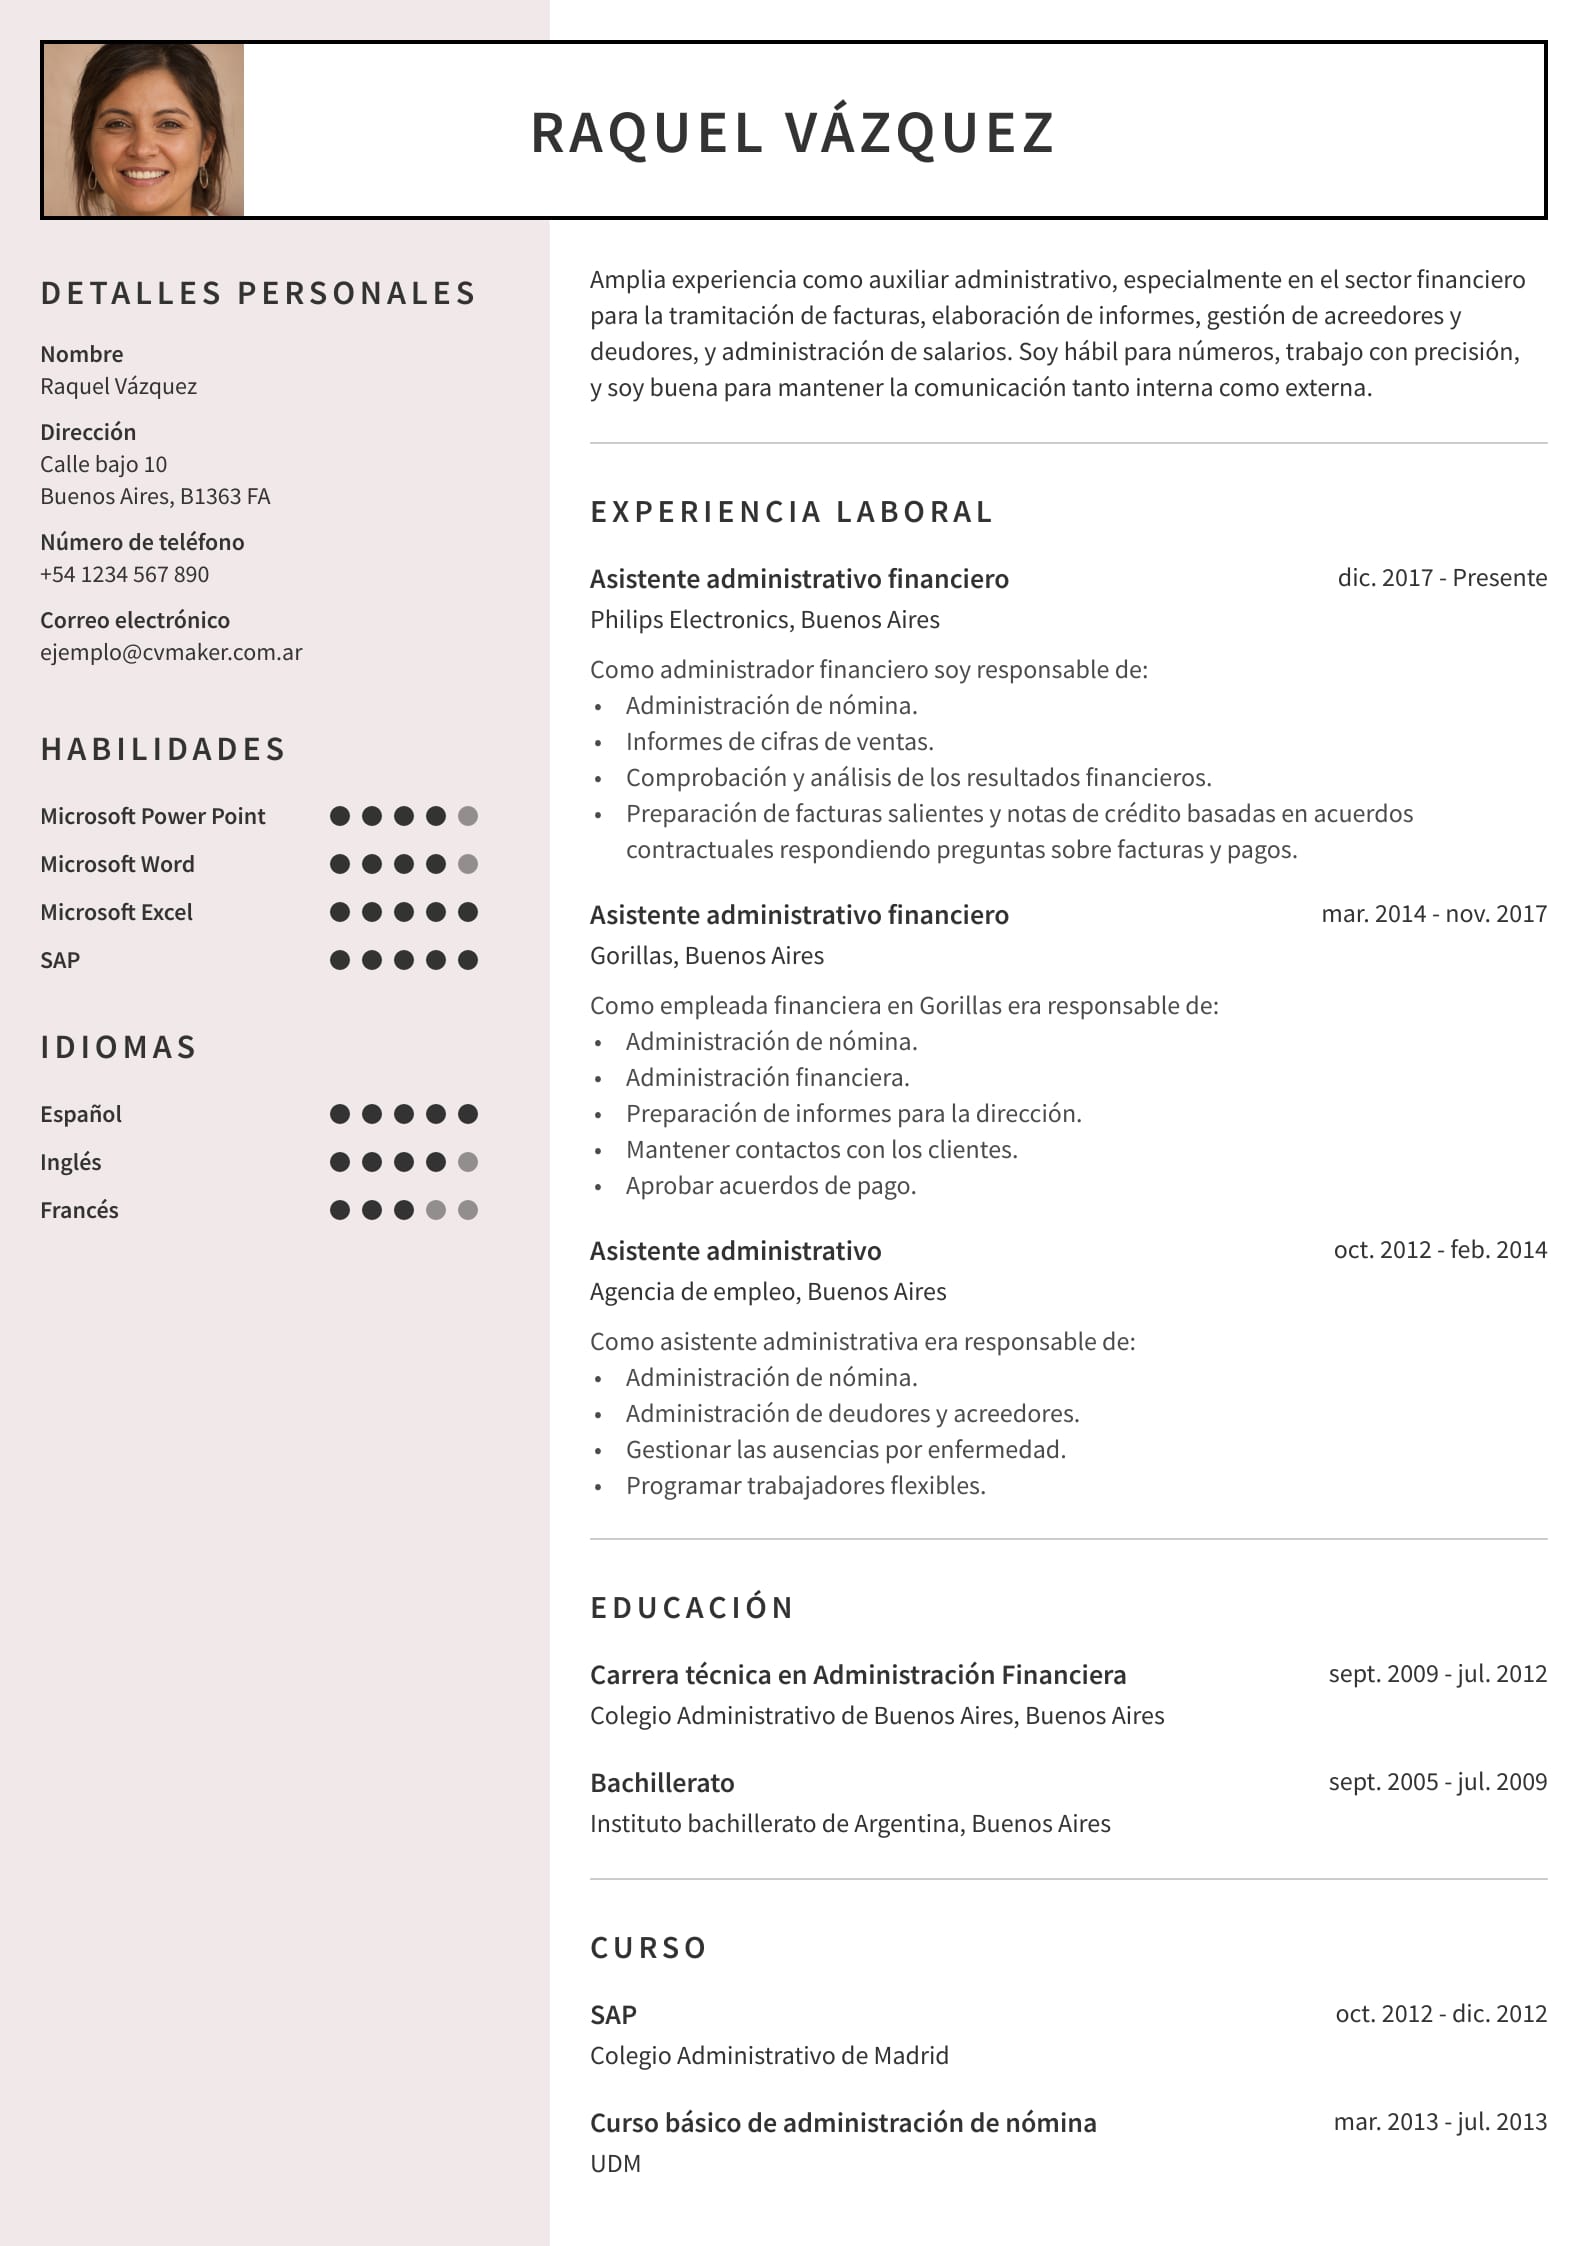 RAQUEL VÁZQUEZ
DETALLES PERSONALES
Nombre
Raquel Vázquez
Dirección
Calle bajo 10
Buenos Aires, B1363 FA
Número de teléfono
+54 1234 567 890
Correo electrónico
ejemplo@cvmaker.com.ar
HABILIDADES
Microsoft Power Point
Microsoft Word
Microsoft Excel
SAP
IDIOMAS
Español
Inglés
Francés
Amplia experiencia como auxiliar administrativo, especialmente en el sector financiero
para la tramitación de facturas, elaboración de informes, gestión de acreedores y
deudores, y administración de salarios. Soy hábil para números, trabajo con precisión,
y soy buena para mantener la comunicación tanto interna como externa.
EXPERIENCIA LABORAL
Asistente administrativo financiero dic. 2017 - Presente
Philips Electronics, Buenos Aires
Como administrador financiero soy responsable de:
• Administración de nómina.
• Informes de cifras de ventas.
• Comprobación y análisis de los resultados financieros.
• Preparación de facturas salientes y notas de crédito basadas en acuerdos
contractuales respondiendo preguntas sobre facturas y pagos.
Asistente administrativo financiero mar. 2014 - nov. 2017
Gorillas, Buenos Aires
Como empleada financiera en Gorillas era responsable de:
• Administración de nómina.
• Administración financiera.
• Preparación de informes para la dirección.
• Mantener contactos con los clientes.
• Aprobar acuerdos de pago.
Asistente administrativo oct. 2012 - feb. 2014
Agencia de empleo, Buenos Aires
Como asistente administrativa era responsable de:
• Administración de nómina.
• Administración de deudores y acreedores.
• Gestionar las ausencias por enfermedad.
• Programar trabajadores flexibles.
EDUCACIÓN
Carrera técnica en Administración Financiera sept. 2009 - jul. 2012
Colegio Administrativo de Buenos Aires, Buenos Aires
Bachillerato sept. 2005 - jul. 2009
Instituto bachillerato de Argentina, Buenos Aires
CURSO
SAP oct. 2012 - dic. 2012
Colegio Administrativo de Madrid
Curso básico de administración de nómina mar. 2013 - jul. 2013
UDM